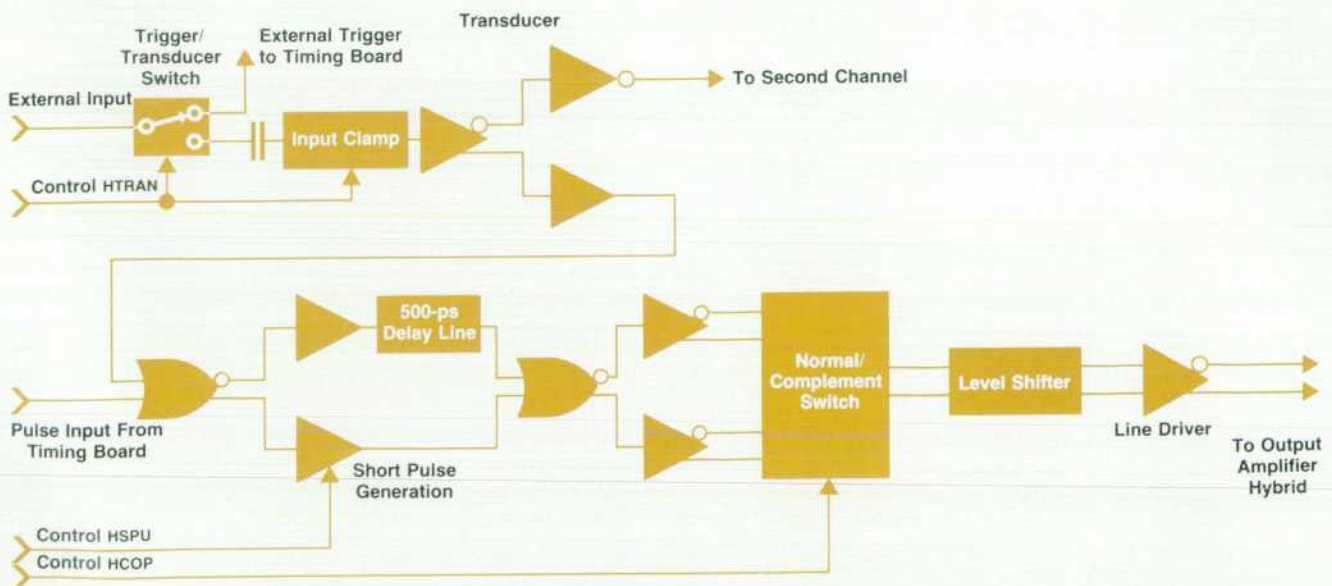 Transducer
Trigger/
Transducer
Switch
External Trigger
to Timing Board
To Second Channel
External Input
Input Clamp
Control HTRAN
500-ps
Delay Line
Normal/
Complement
Switch
Level Shifter
Pulse Input From
Timing Board
Short Pulse
Generation
Line Driver
To Output
Amplifier
Hybrid
Control HSPU
Control HCOP